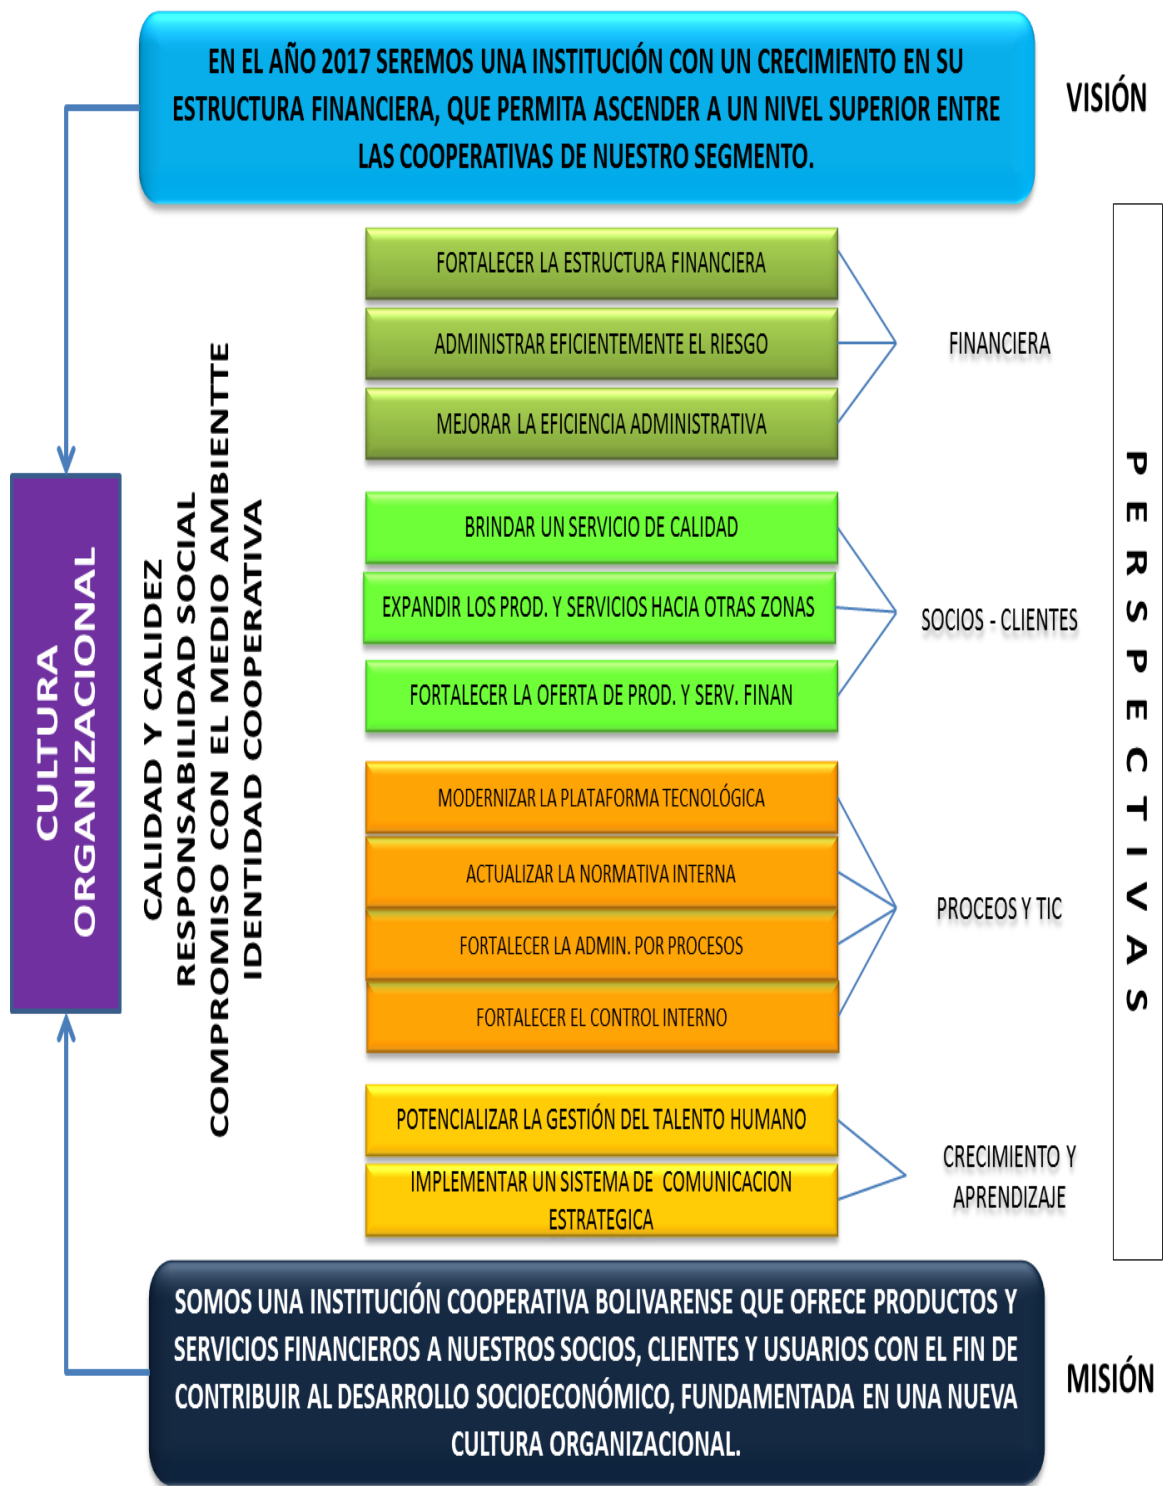 EN EL AÑO 2017 SEREMOS UNA INSTITUCIÓN CON UN CRECIMIENTO EN SU
ESTRUCTURA FINANCIERA, QUE PERMITA ASCENDER A UN NIVEL SUPERIOR ENTRE
LAS COOPERATIVAS DE NUESTRO SEGMENTO.
VISIÓN
CULTURA
ORGANIZACIONAL
CALIDAD Y CALIDEZ
RESPONSABILIDAD SOCIAL
COMPROMISO CON EL MEDIO AMBIENTTE
IDENTIDAD COOPERATIVA
FORTALECER LA ESTRUCTURA FINANCIERA
ADMINISTRAR EFICIENTEMENTE EL RIESGO
MEJORAR LA EFICIENCIA ADMINISTRATIVA
FINANCIERA
BRINDAR UN SERVICIO DE CALIDAD
EXPANDIR LOS PROD. Y SERVICIOS HACIA OTRAS ZONAS
FORTALECER LA OFERTA DE PROD. Y SERV. FINAN
SOCIOS - CLIENTES
MODERNIZAR LA PLATAFORMA TECNOLÓGICA
ACTUALIZAR LA NORMATIVA INTERNA
FORTALECER LA ADMIN. POR PROCESOS
FORTALECER EL CONTROL INTERNO
PROCEOS Y TIC
POTENCIALIZAR LA GESTIÓN DEL TALENTO HUMANO
IMPLEMENTAR UN SISTEMA DE COMUNICACION
ESTRATEGICA
CRECIMIENTO Y
APRENDIZAJE
PERSPECTIVAS
SOMOS UNA INSTITUCIÓN COOPERATIVA BOLIVARENSE QUE OFRECE PRODUCTOS Y
SERVICIOS FINANCIEROS A NUESTROS SOCIOS, CLIENTES Y USUARIOS CON EL FIN DE
CONTRIBUIR AL DESARROLLO SOCIOECONÓMICO, FUNDAMENTADA EN UNA NUEVA
CULTURA ORGANIZACIONAL.
MISIÓN